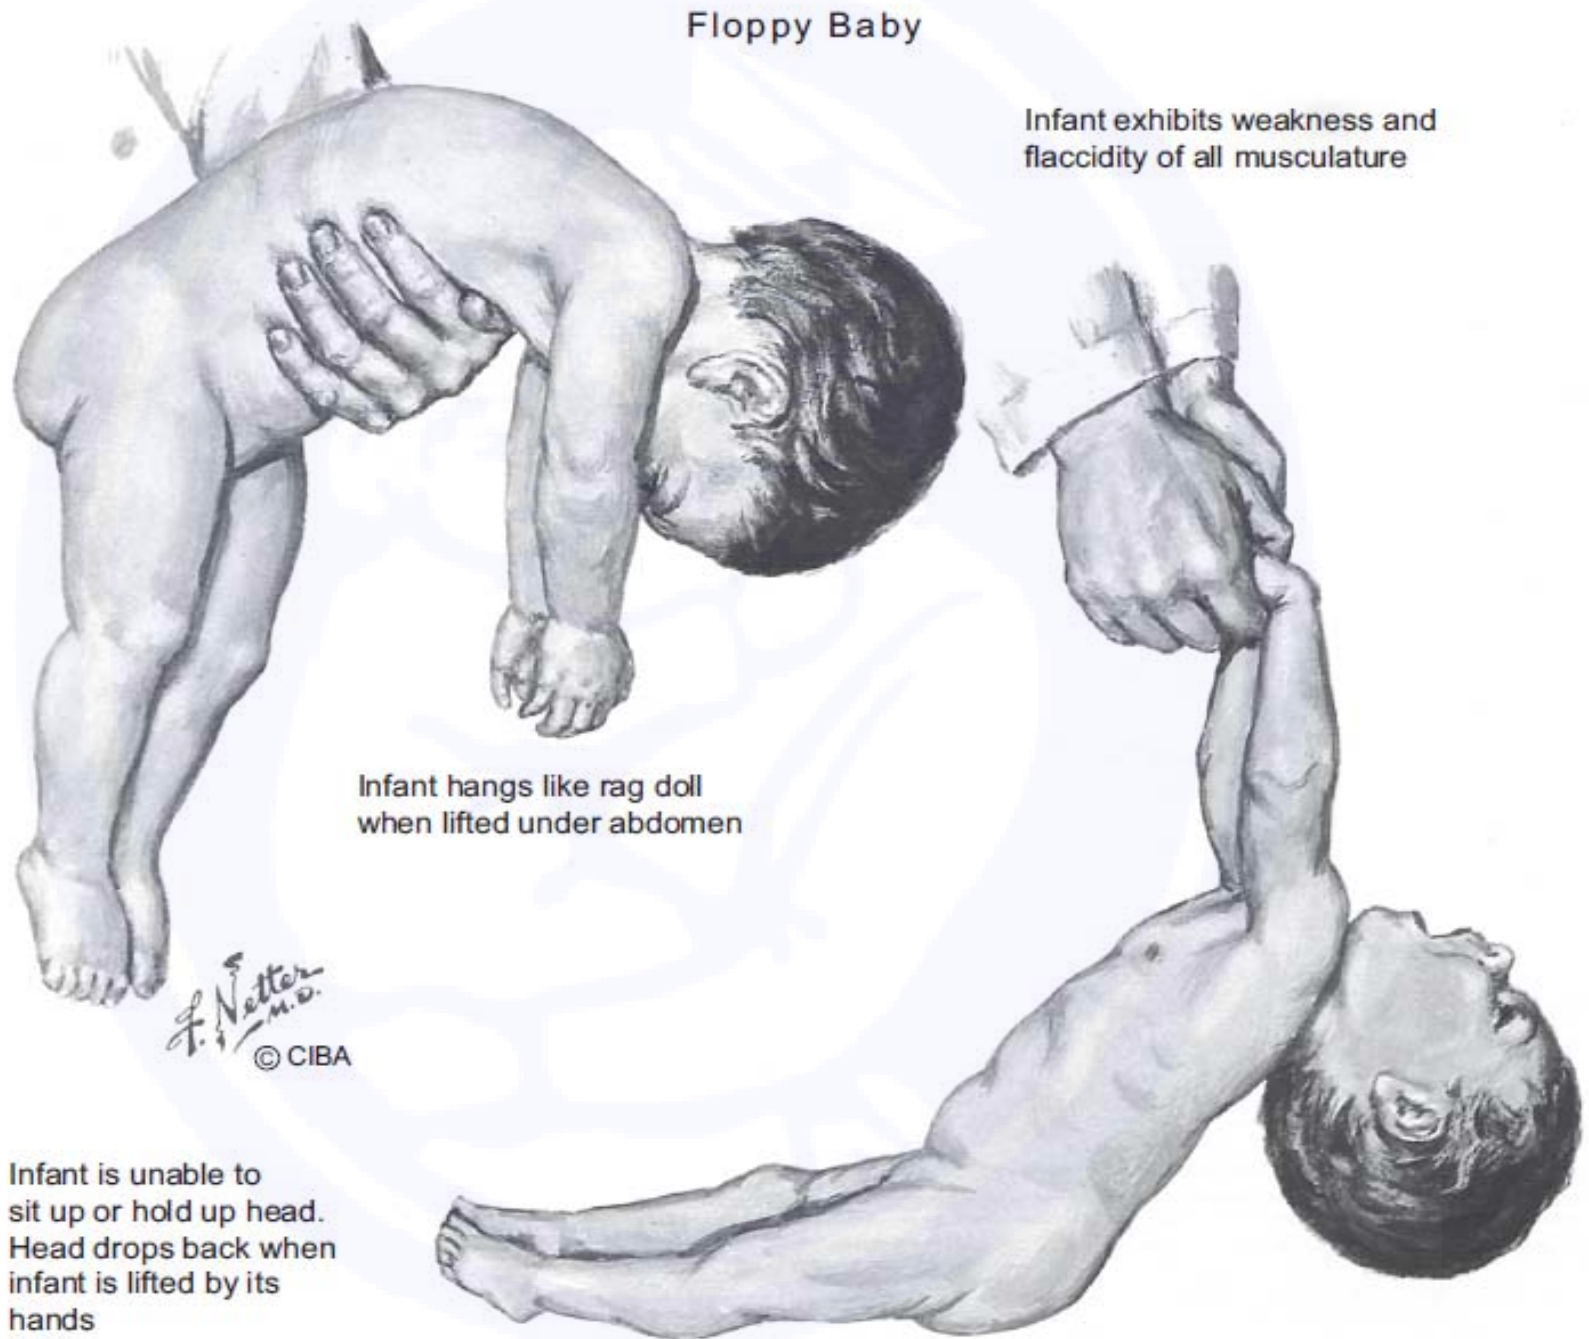 Floppy Baby
Infant exhibits weakness and
flaccidity of all musculature
Infant hangs like rag doll
when lifted under abdomen
F. Netter
M.D.
© CIBA
Infant is unable to
sit up or hold up head.
Head drops back when
infant is lifted by its
hands